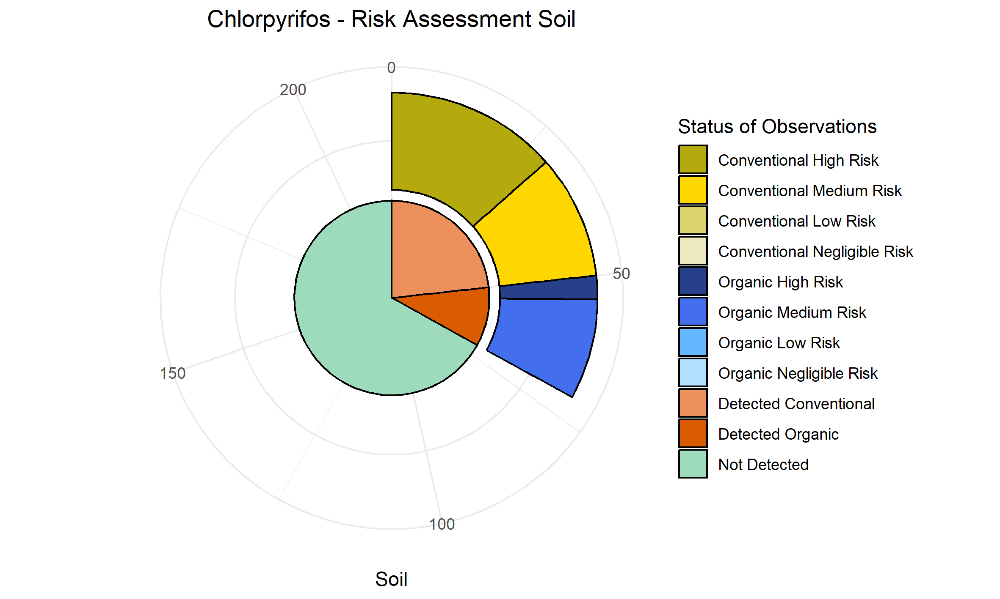 Chlorpyrifos - Risk Assessment Soil
0
200
50
150
100
Soil
Status of Observations
Conventional High Risk
Conventional Medium Risk
Conventional Low Risk
Conventional Negligible Risk
Organic High Risk
Organic Medium Risk
Organic Low Risk
Organic Negligible Risk
Detected Conventional
Detected Organic
Not Detected